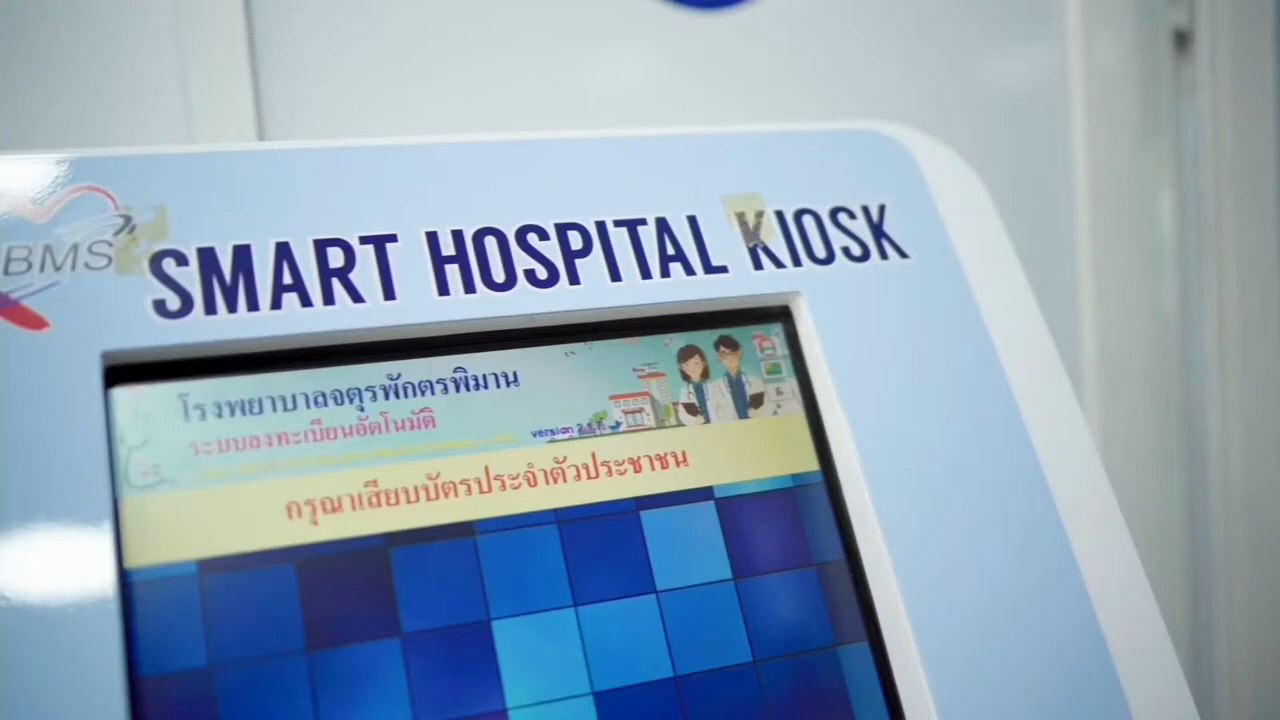 BMS
SMART HOSPITAL KIOSK
โรงพยาบาลจตุรพักตรพิมาน
ระบบลงทะเบียนอัตโนมัติ
version
กรุณาเสียบบัตรประจำตัวประชาชน